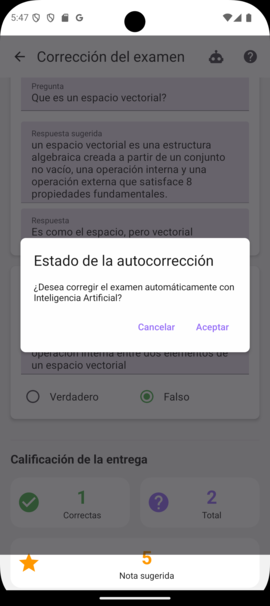 5:47
Corrección del examen
Pregunta
Que es un espacio vectorial?
Respuesta sugerida
un espacio vectorial es una estructura
algebraica creada a partir de un conjunto
no vacío, una operación interna y una
operación externa que satisface 8
propiedades fundamentales.
Respuesta
Es como el espacio, pero vectorial
Estado de la autocorrección
¿Desea corregir el examen automáticamente con
Inteligencia Artificial?
Cancelar
Aceptar
operación interna entre dos elementos de
un espacio vectorial
Verdadero
Falso
Calificación de la entrega
1
Correctas
2
Total
5
Nota sugerida